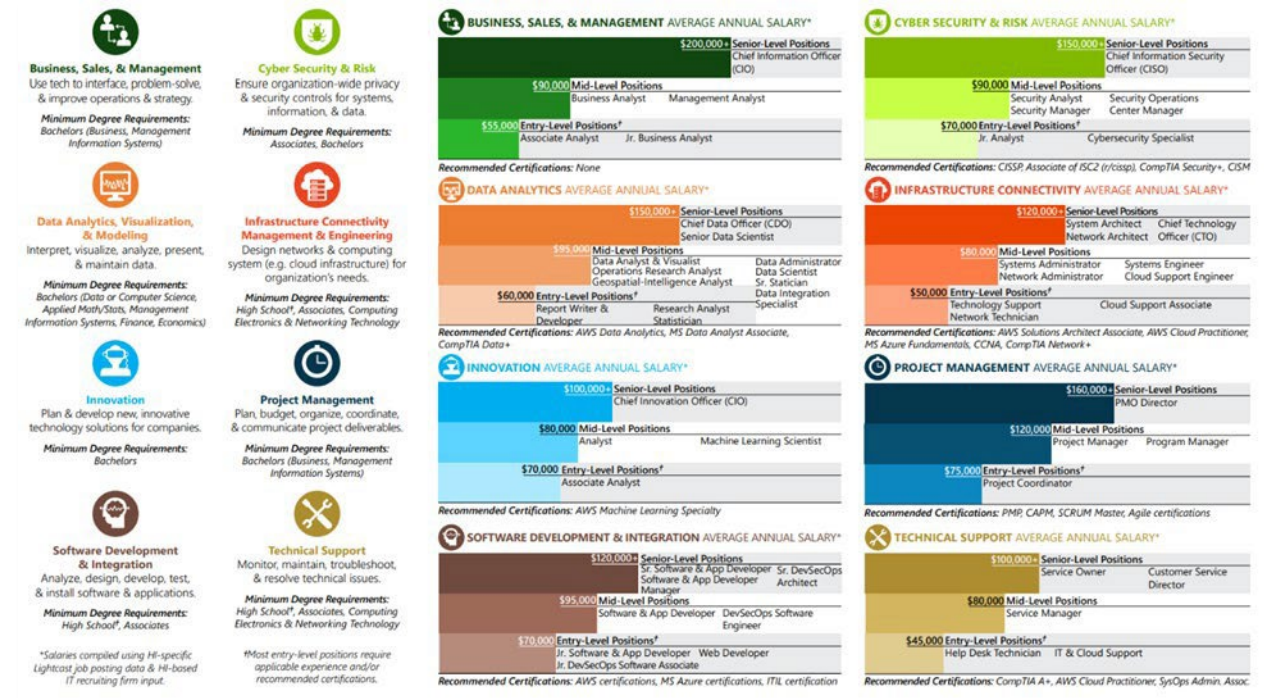 Business, Sales, & Management
Use tech to interface, problem-solve,
& improve operations & strategy.
Minimum Degree Requirements:
Bachelors (Business, Management
Information Systems)
Cyber Security & Risk
Ensure organization-wide privacy
& security controls for systems,
information, & data.
Minimum Degree Requirements:
Associates, Bachelors
Data Analytics, Visualization,
& Modeling
Interpret, visualize, analyze, present,
& maintain data.
Minimum Degree Requirements:
Bachelors (Data or Computer Science,
Applied Math/Stats, Management
Information Systems, Finance, Economics)
Infrastructure Connectivity
Management & Engineering
Design networks & computing
system (e.g. cloud infrastructure) for
organization's needs.
Minimum Degree Requirements:
High School†, Associates, Computing
Electronics & Networking Technology
Innovation
Plan & develop new, innovative
technology solutions for companies.
Minimum Degree Requirements:
Bachelors
Project Management
Plan, budget, organize, coordinate,
& communicate project deliverables.
Minimum Degree Requirements:
Bachelors (Business, Management
Information Systems)
Software Development
& Integration
Analyze, design, develop, test,
& install software & applications.
Minimum Degree Requirements:
High School†, Associates
Technical Support
Monitor, maintain, troubleshoot,
& resolve technical issues.
Minimum Degree Requirements:
High School†, Associates, Computing
Electronics & Networking Technology
*Salaries compiled using HI-specific
Lightcast job posting data & HI-based
IT recruiting firm input.
†Most entry-level positions require
applicable experience and/or
recommended certifications.
BUSINESS, SALES, & MANAGEMENT AVERAGE ANNUAL SALARY*
$200,000+ Senior-Level Positions
Chief Information Officer
(CIO)
$90,000 Mid-Level Positions
Business Analyst Management Analyst
$55,000 Entry-Level Positions†
Associate Analyst Jr. Business Analyst
Recommended Certifications: None
CYBER SECURITY & RISK AVERAGE ANNUAL SALARY*
$150,000+ Senior-Level Positions
Chief Information Security
Officer (CISO)
$90,000 Mid-Level Positions
Security Analyst Security Operations
Security Manager Center Manager
$70,000 Entry-Level Positions†
Jr. Analyst Cybersecurity Specialist
Recommended Certifications: CISSP, Associate of ISC2 (r/cissp), CompTIA Security+, CISM
DATA ANALYTICS AVERAGE ANNUAL SALARY*
$150,000+ Senior-Level Positions
Chief Data Officer (CDO)
Senior Data Scientist
$95,000 Mid-Level Positions
Data Analyst & Visualist Data Administrator
Operations Research Analyst Data Scientist
Geospatial-Intelligence Analyst Sr. Statician
Data Integration
Specialist
$60,000 Entry-Level Positions†
Report Writer & Research Analyst
Developer Statistician
Recommended Certifications: AWS Data Analytics, MS Data Analyst Associate,
CompTIA Data+
INFRASTRUCTURE CONNECTIVITY AVERAGE ANNUAL SALARY*
$120,000+ Senior-Level Positions
System Architect Chief Technology
Network Architect Officer (CTO)
$80,000 Mid-Level Positions
Systems Administrator Systems Engineer
Network Administrator Cloud Support Engineer
$50,000 Entry-Level Positions†
Technology Support Cloud Support Associate
Network Technician
Recommended Certifications: AWS Solutions Architect Associate, AWS Cloud Practitioner,
MS Azure Fundamentals, CCNA, CompTIA Network+
INNOVATION AVERAGE ANNUAL SALARY*
$100,000+ Senior-Level Positions
Chief Innovation Officer (CIO)
$80,000 Mid-Level Positions
Analyst Machine Learning Scientist
$70,000 Entry-Level Positions†
Associate Analyst
Recommended Certifications: AWS Machine Learning Specialty
PROJECT MANAGEMENT AVERAGE ANNUAL SALARY*
$160,000+ Senior-Level Positions
PMO Director
$120,000 Mid-Level Positions
Project Manager Program Manager
$75,000 Entry-Level Positions†
Project Coordinator
Recommended Certifications: PMP, CAPM, SCRUM Master, Agile certifications
SOFTWARE DEVELOPMENT & INTEGRATION AVERAGE ANNUAL SALARY*
$120,000+ Senior-Level Positions
Sr. Software & App Developer Sr. DevSecOps
Software & App Developer Architect
Manager
$95,000 Mid-Level Positions
Software & App Developer DevSecOps Software
Engineer
$70,000 Entry-Level Positions†
Jr. Software & App Developer Web Developer
Jr. DevSecOps Software Associate
Recommended Certifications: AWS certifications, MS Azure certifications, ITIL certification
TECHNICAL SUPPORT AVERAGE ANNUAL SALARY*
$100,000+ Senior-Level Positions
Service Owner Customer Service
Director
$80,000 Mid-Level Positions
Service Manager
$45,000 Entry-Level Positions†
Help Desk Technician IT & Cloud Support
Recommended Certifications: CompTIA A+, AWS Cloud Practitioner, SysOps Admin. Assoc.